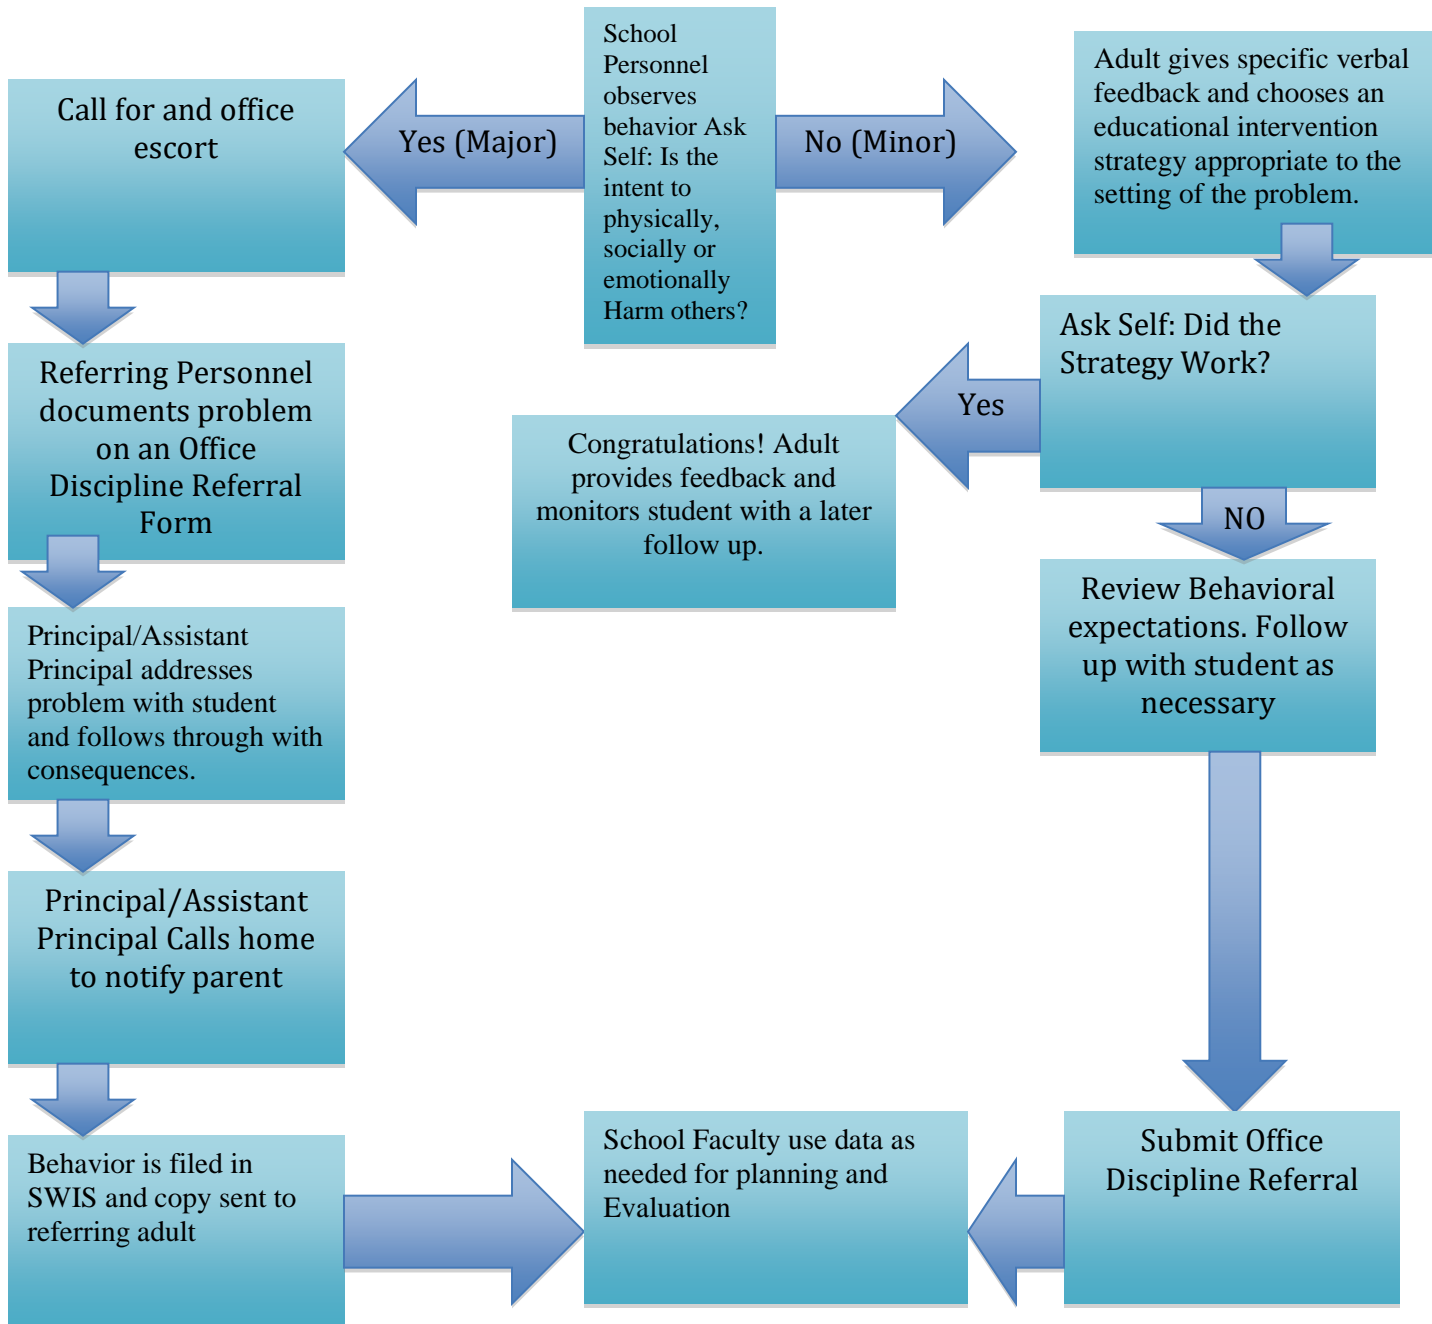 School
Personnel
observes
behavior Ask
Self: Is the
intent to
physically,
socially or
emotionally
Harm others?
Yes (Major)
Call for and office
escort
Referring Personnel
documents problem
on an Office
Discipline Referral
Form
Principal/Assistant
Principal addresses
problem with student
and follows through with
consequences.
Principal/Assistant
Principal Calls home
to notify parent
Behavior is filed in
SWIS and copy sent to
referring adult
No (Minor)
Adult gives specific verbal
feedback and chooses an
educational intervention
strategy appropriate to the
setting of the problem.
Ask Self: Did the
Strategy Work?
Yes
Congratulations! Adult
provides feedback and
monitors student with a later
follow up.
NO
Review Behavioral
expectations. Follow
up with student as
necessary
Submit Office
Discipline Referral
School Faculty use data as
needed for planning and
Evaluation